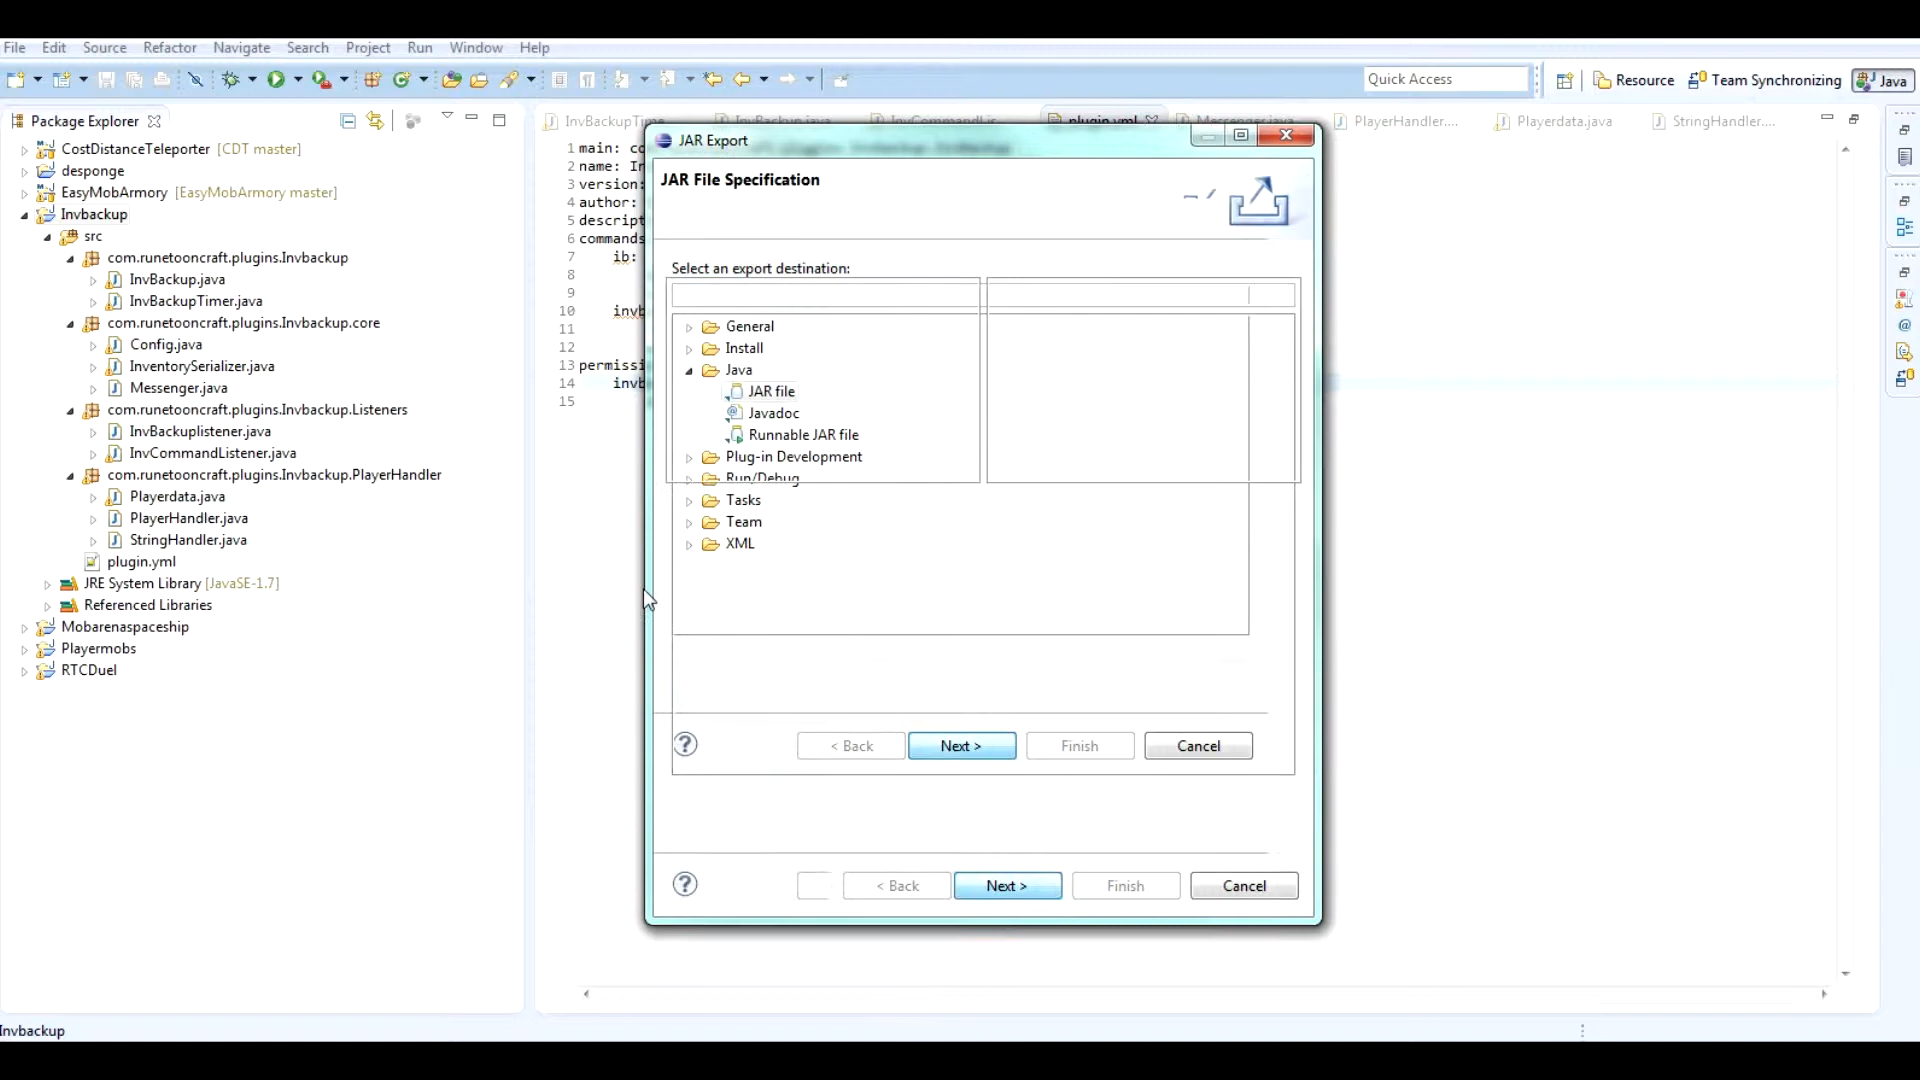 File Edit Source Refactor Navigate Search Project Run Window Help
Quick Access
Resource
Team Synchronizing
Java
Package Explorer
CostDistanceTeleporter [CDT master]
desponge
EasyMobArmory [EasyMobArmory master]
Invbackup
src
com.runetooncraft.plugins.Invbackup
InvBackup.java
InvBackupTimer.java
com.runetooncraft.plugins.Invbackup.core
Config.java
InventorySerializer.java
Messenger.java
com.runetooncraft.plugins.Invbackup.Listeners
InvBackuplistener.java
InvCommandListener.java
com.runetooncraft.plugins.Invbackup.PlayerHandler
Playerdata.java
PlayerHandler.java
StringHandler.java
plugin.yml
JRE System Library [JavaSE-1.7]
Referenced Libraries
Mobarenaspaceship
Playermobs
RTCDuel
plugin.yml
Messenger.java
PlayerHandler....
Playerdata.java
StringHandler....
1 main: co
2 name: In
3 version:
4 author:
5 descript
6 commands
7 ib:
8
9
10 invb
11
12
13 permissi
14 invb
15
JAR Export
JAR File Specification
Select an export destination:
General
Install
Java
JAR file
Javadoc
Runnable JAR file
Plug-in Development
Run/Debug
Tasks
Team
XML
? < Back Next > Finish Cancel
? < Back Next > Finish Cancel
Invbackup